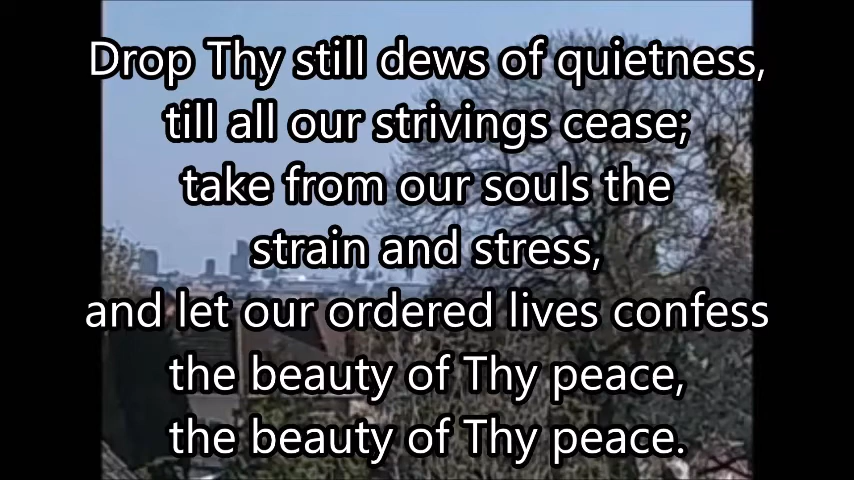 Drop Thy still dews of quietness,
till all our strivings cease;
take from our souls the
strain and stress,
and let our ordered lives confess
the beauty of Thy peace,
the beauty of Thy peace.